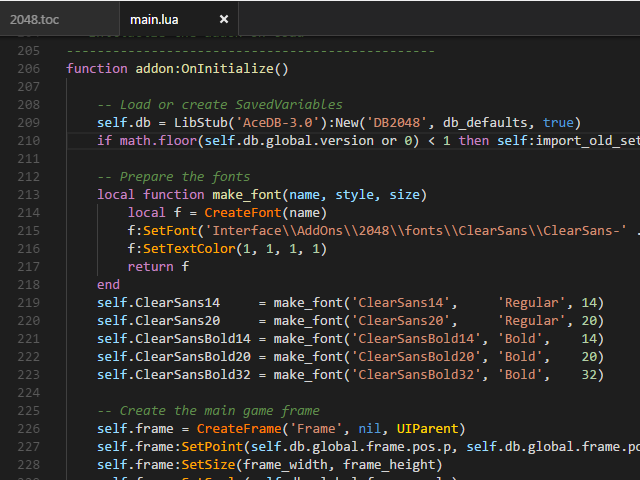 2048.toc main.lua ×
205 ------------------------------------------------
206 function addon:OnInitialize()
207
208 -- Load or create SavedVariables
209 self.db = LibStub('AceDB-3.0'):New('DB2048', db_defaults, true)
210 if math.floor(self.db.global.version or 0) < 1 then self:import_old_set
211
212 -- Prepare the fonts
213 local function make_font(name, style, size)
214 local f = CreateFont(name)
215 f:SetFont('Interface\\AddOns\\2048\\fonts\\ClearSans\\ClearSans-' .
216 f:SetTextColor(1, 1, 1, 1)
217 return f
218 end
219 self.ClearSans14 = make_font('ClearSans14', 'Regular', 14)
220 self.ClearSans20 = make_font('ClearSans20', 'Regular', 20)
221 self.ClearSansBold14 = make_font('ClearSansBold14', 'Bold', 14)
222 self.ClearSansBold20 = make_font('ClearSansBold20', 'Bold', 20)
223 self.ClearSansBold32 = make_font('ClearSansBold32', 'Bold', 32)
224
225 -- Create the main game frame
226 self.frame = CreateFrame('Frame', nil, UIParent)
227 self.frame:SetPoint(self.db.global.frame.pos.p, self.db.global.frame.po
228 self.frame:SetSize(frame_width, frame_height)